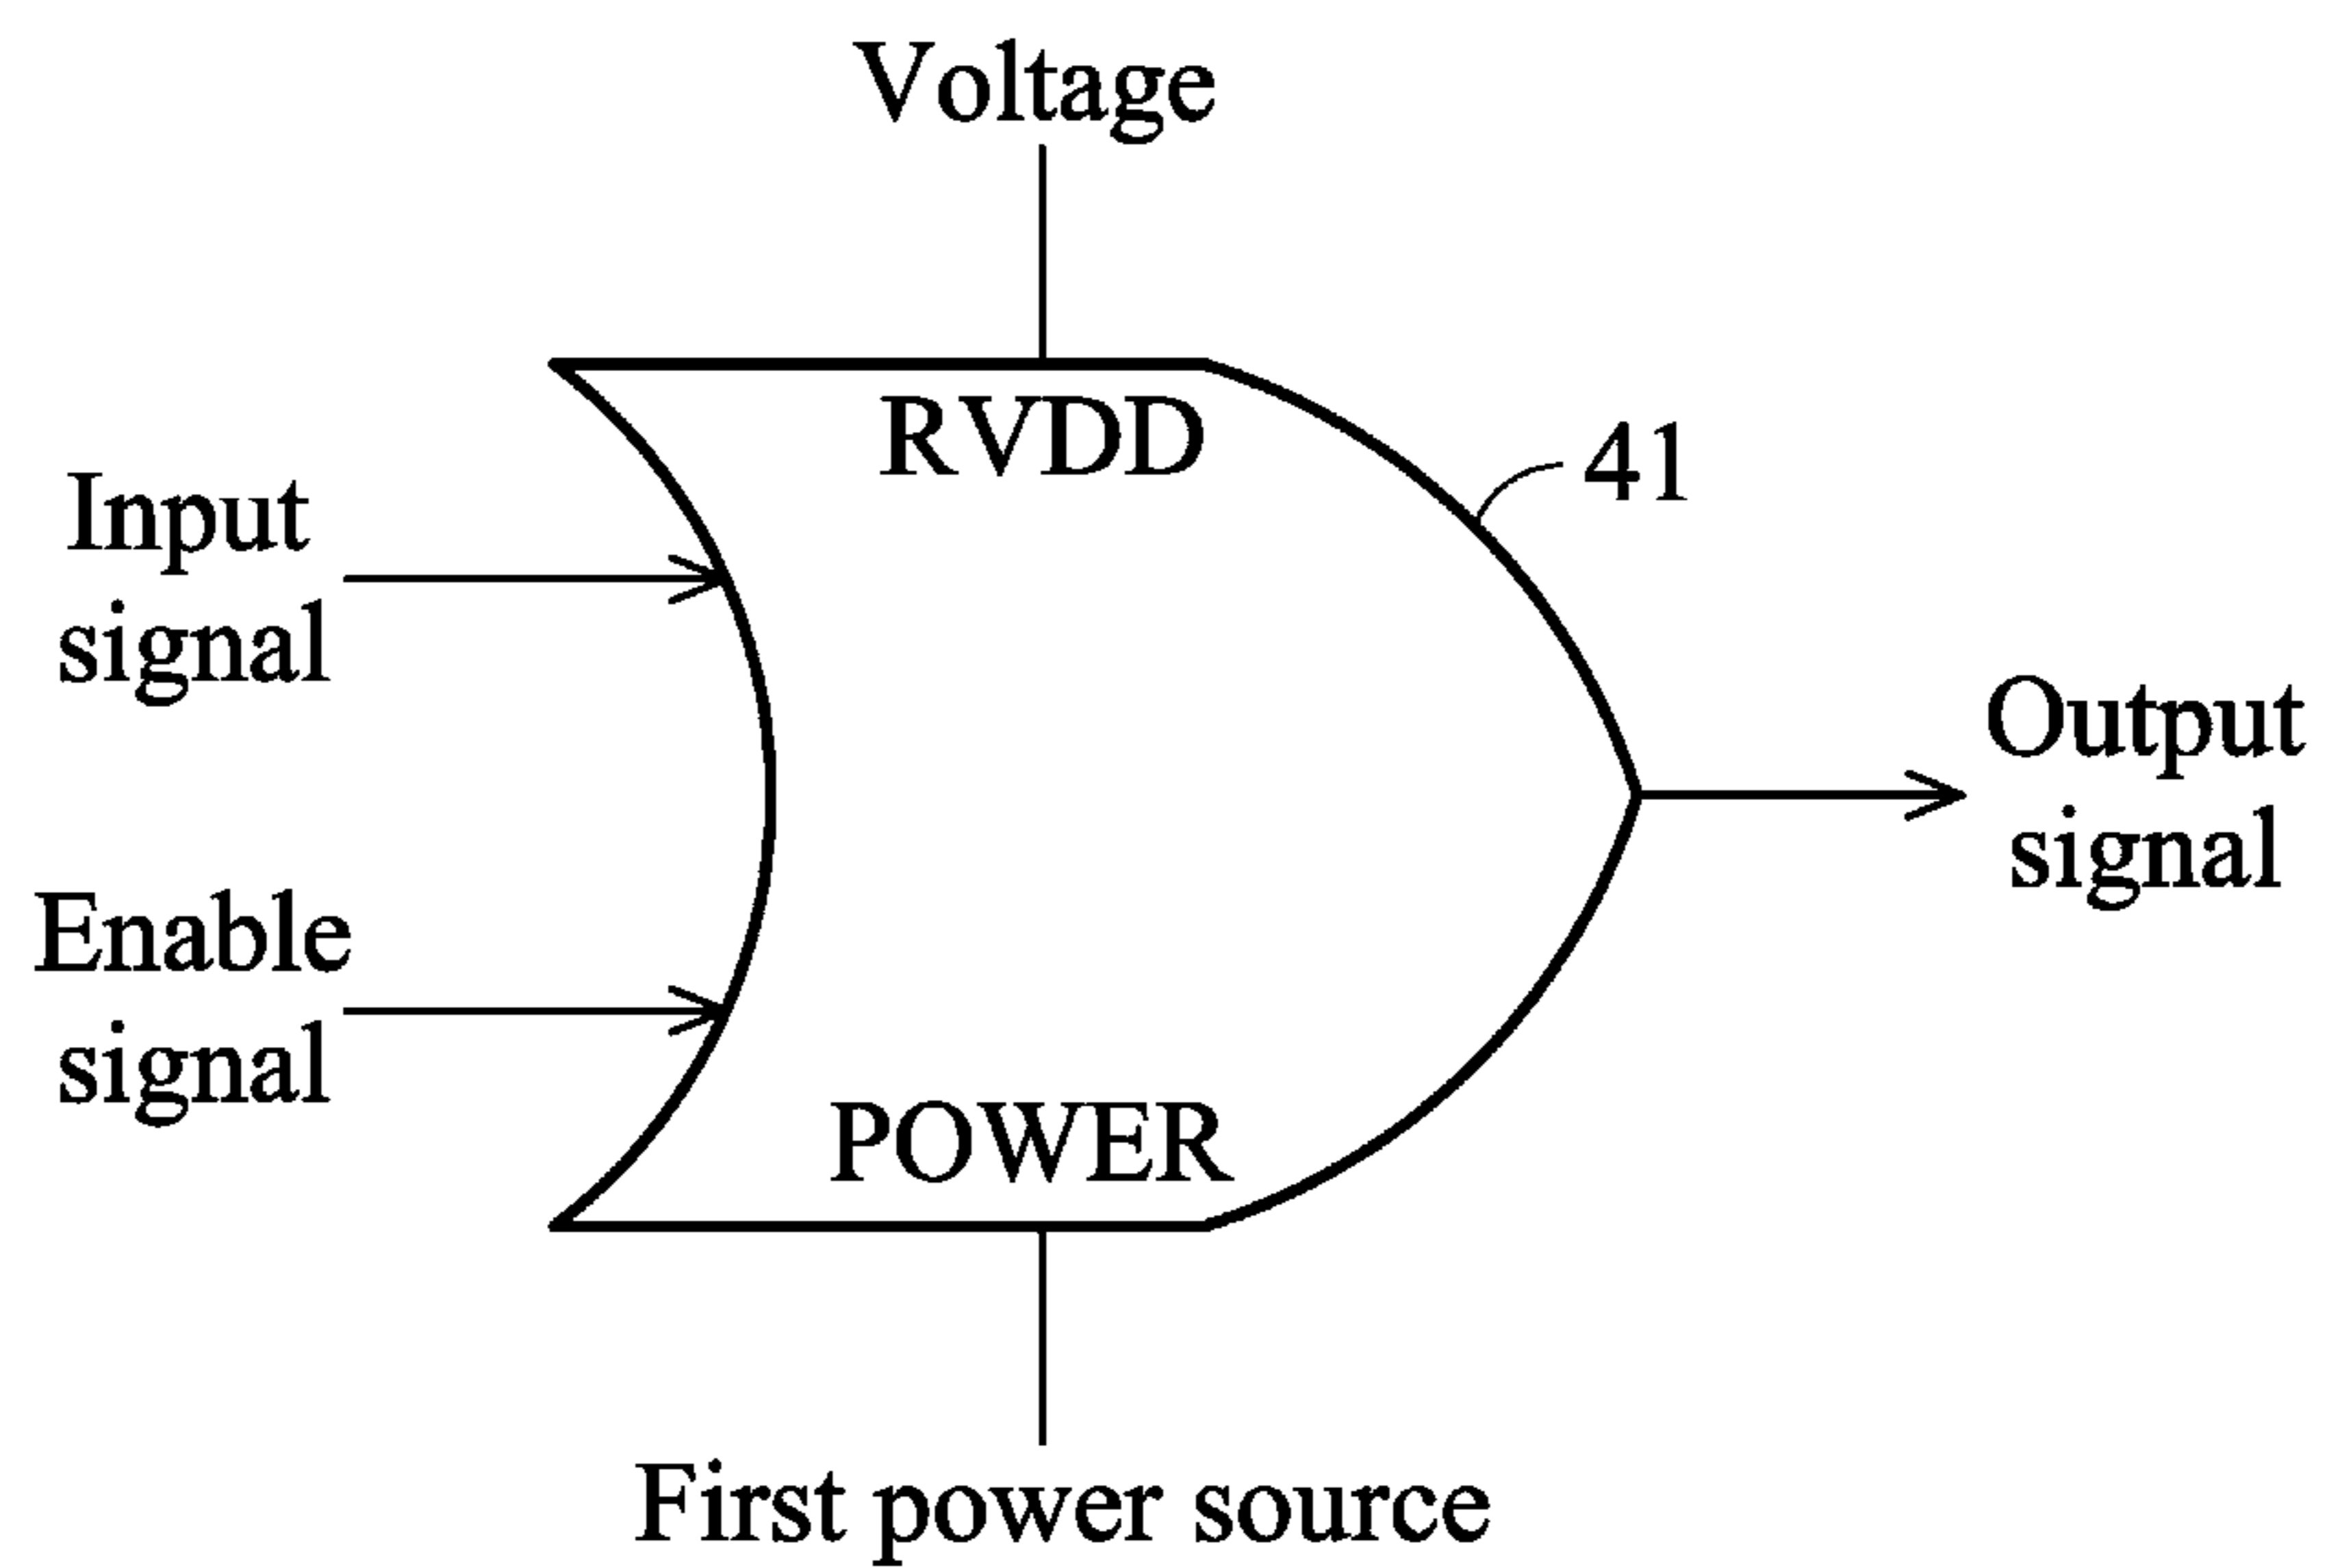 Voltage
RVDD
41
Input
signal
Output
signal
Enable
signal
POWER
First power source